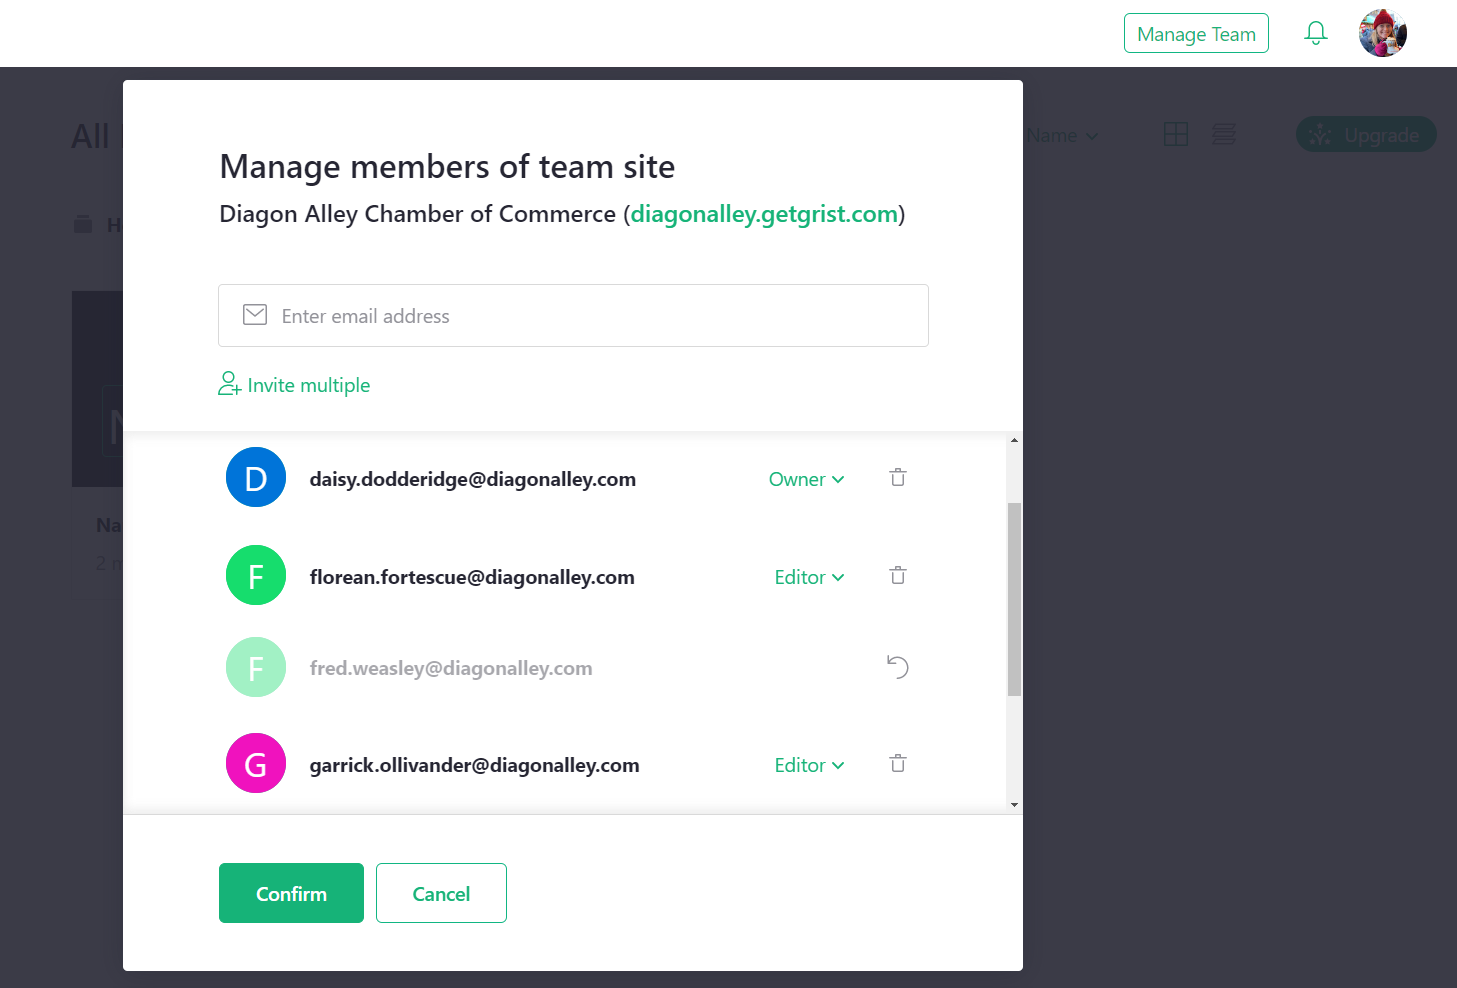 Manage Team
All
Name
Upgrade
H
Manage members of team site
Diagon Alley Chamber of Commerce (diagonalley.getgrist.com)
Enter email address
Invite multiple
D daisy.dodderidge@diagonalley.com Owner
Na
2
F florean.fortescue@diagonalley.com Editor
F fred.weasley@diagonalley.com
G garrick.ollivander@diagonalley.com Editor
Confirm Cancel